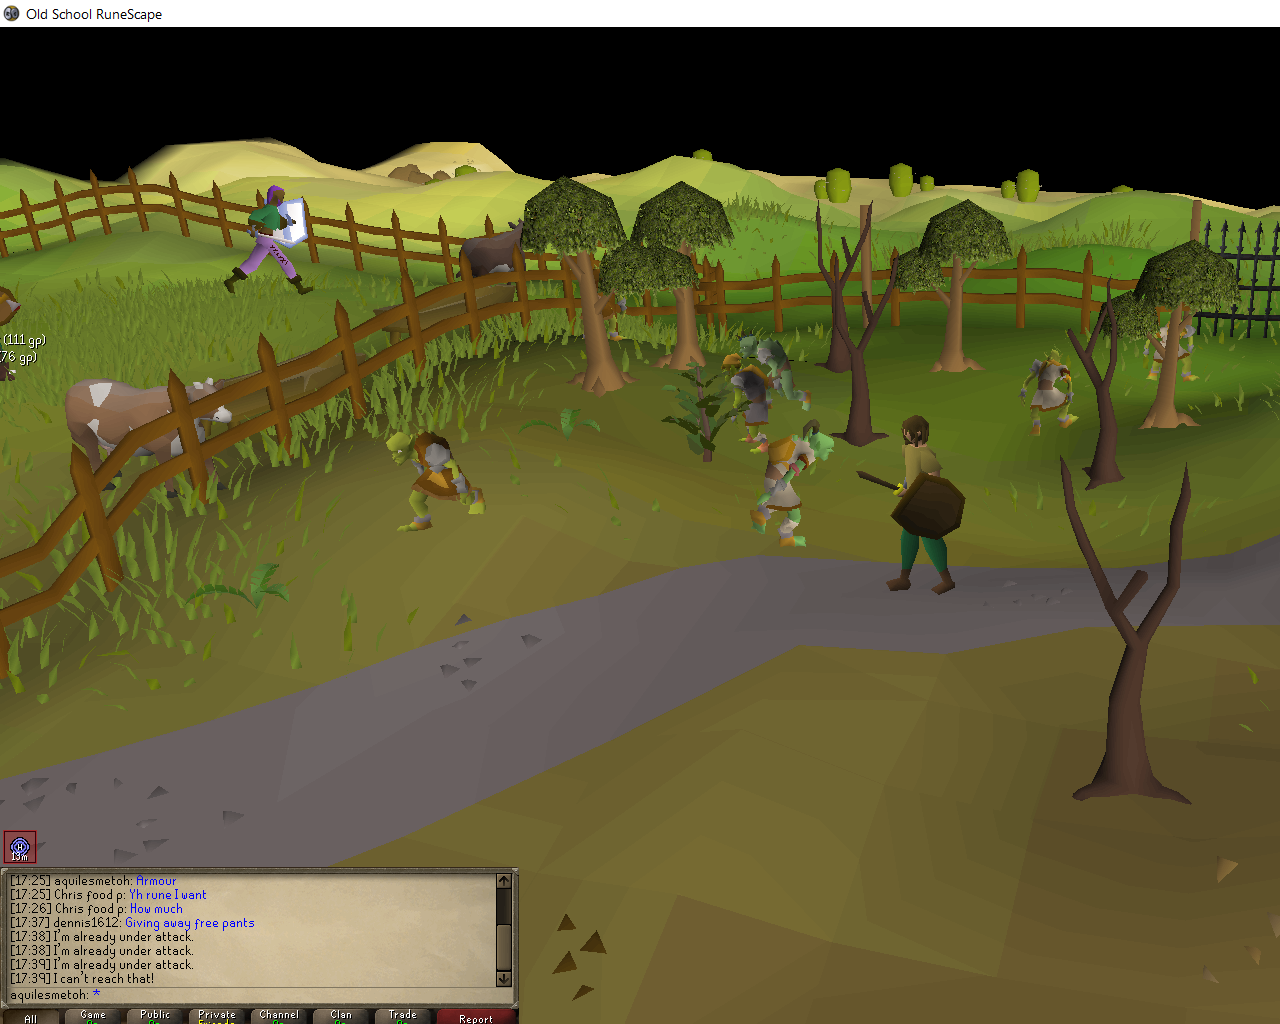 Old School RuneScape
(111 gp)
76 gp)
13m
[17:25] aquilesmetoh: Armour
[17:25] Chris food p: Yh rune I want
[17:26] Chris food p: How much
[17:37] dennis1612: Giving away free pants
[17:38] I'm already under attack.
[17:38] I'm already under attack.
[17:39] I'm already under attack.
[17:39] I can't reach that!
aquilesmetoh: *
All Game Public Private Channel Clan Trade Report